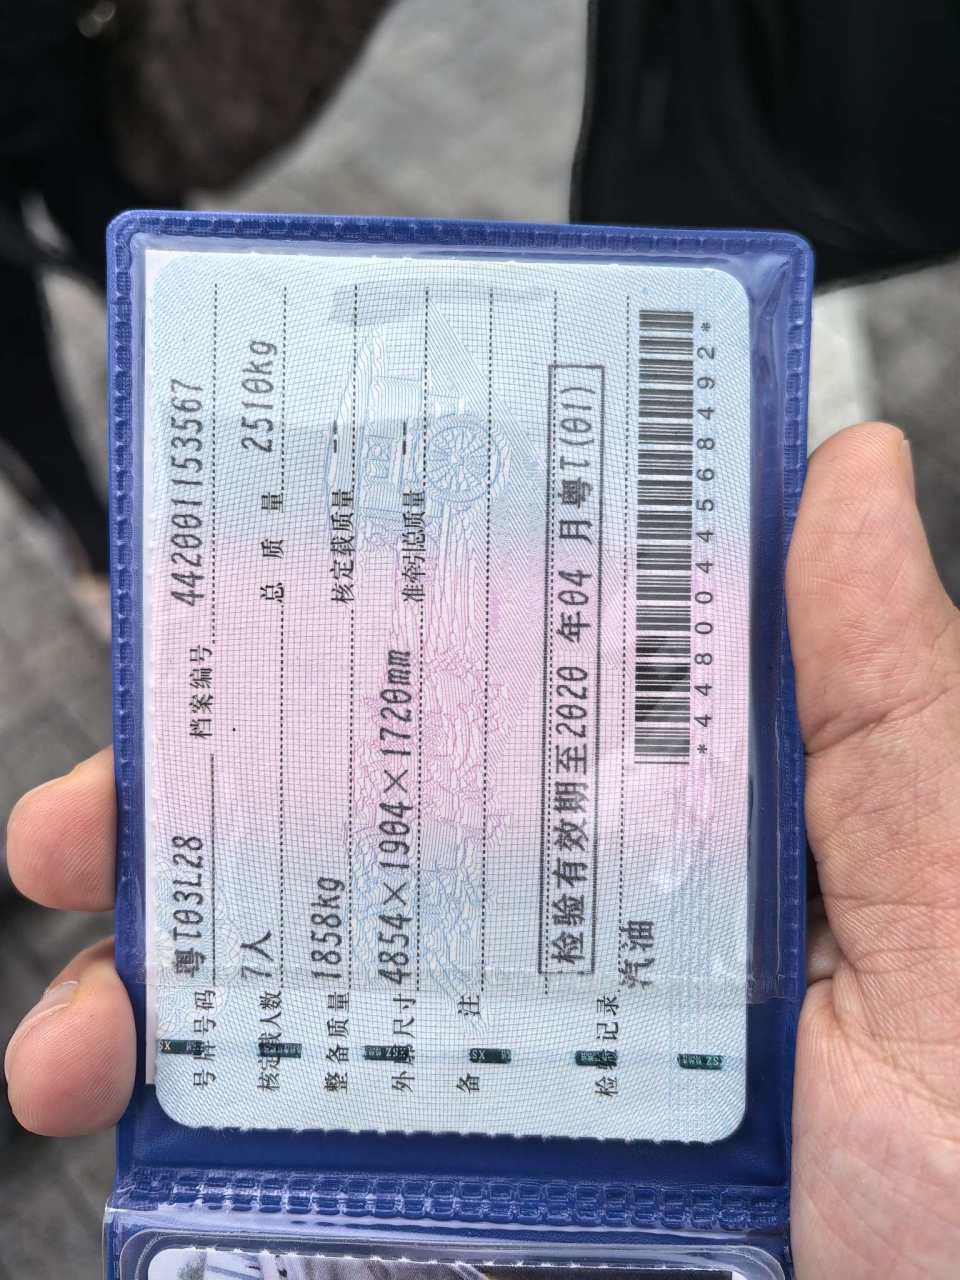 号牌号码 粤T03L28 档案编号 442001153567
核定载人数 7人 总质量 2510kg
整备质量 1858kg 核定载质量 --
外廓尺寸 4854×1904×1720mm 准牵引总质量 --
备注
检验有效期至2020 年04 月粤T(01)
检验记录
汽油
*4480044568492*